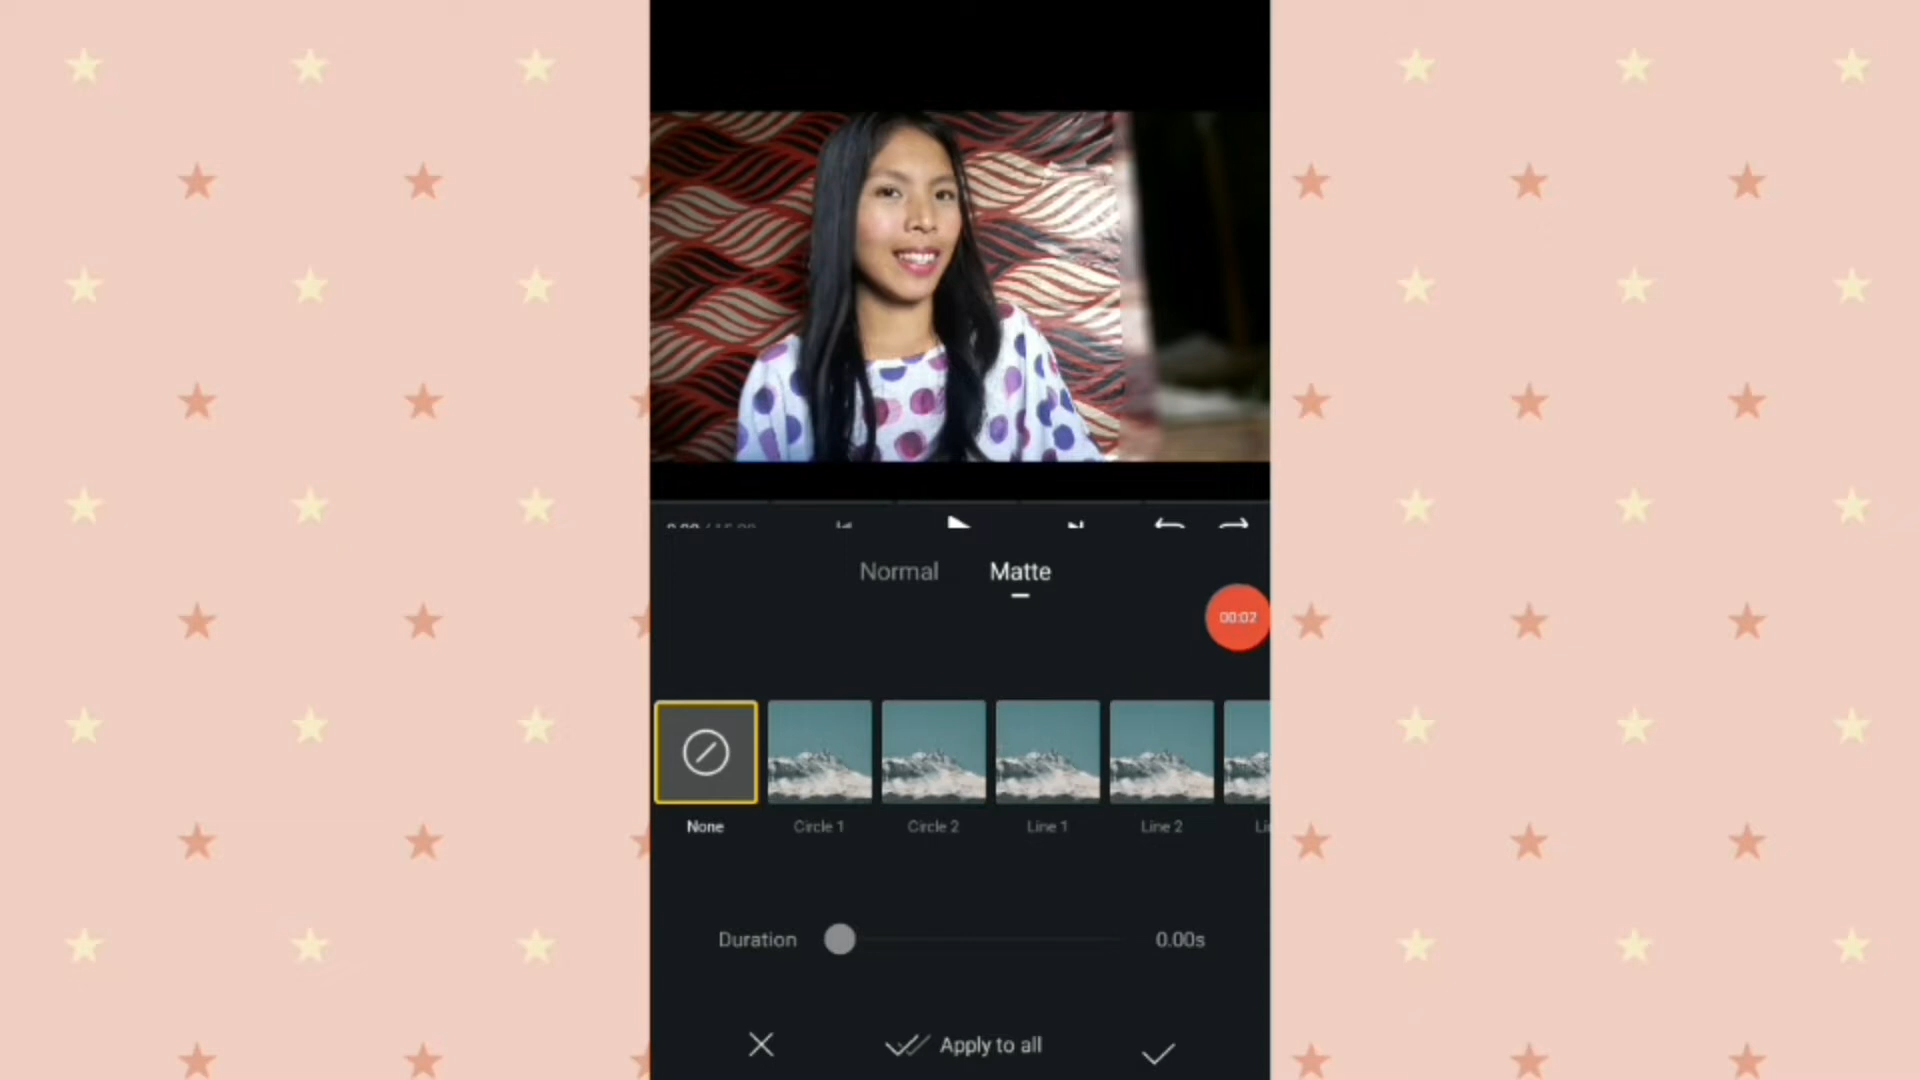 Normal Matte
00:02
None Circle 1 Circle 2 Line 1 Line 2
Duration 0.00s
Apply to all